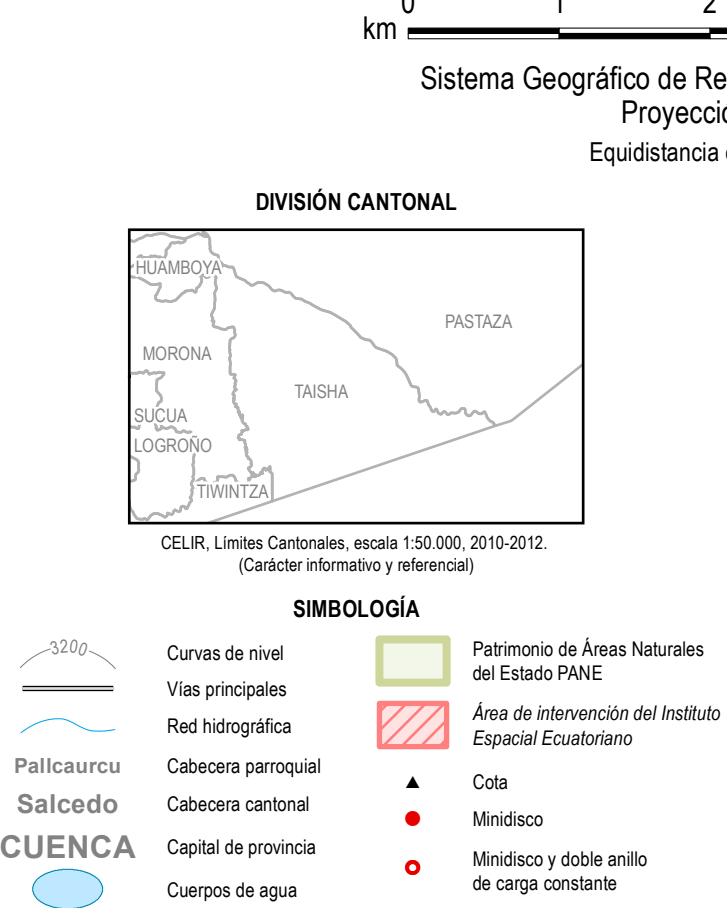 0 1 2
km
Sistema Geográfico de Re
Proyecció
Equidistancia
DIVISIÓN CANTONAL
HUAMBOYA
PASTAZA
MORONA
TAISHA
SUCUA
LOGROÑO
TIWINTZA
CELIR, Límites Cantonales, escala 1:50.000, 2010-2012.
(Carácter informativo y referencial)
SIMBOLOGÍA
3200
Curvas de nivel
Vías principales
Red hidrográfica
Pallcaurcu Cabecera parroquial
Salcedo Cabecera cantonal
CUENCA Capital de provincia
Cuerpos de agua
Patrimonio de Áreas Naturales
del Estado PANE
Área de intervención del Instituto
Espacial Ecuatoriano
Cota
Minidisco
Minidisco y doble anillo
de carga constante